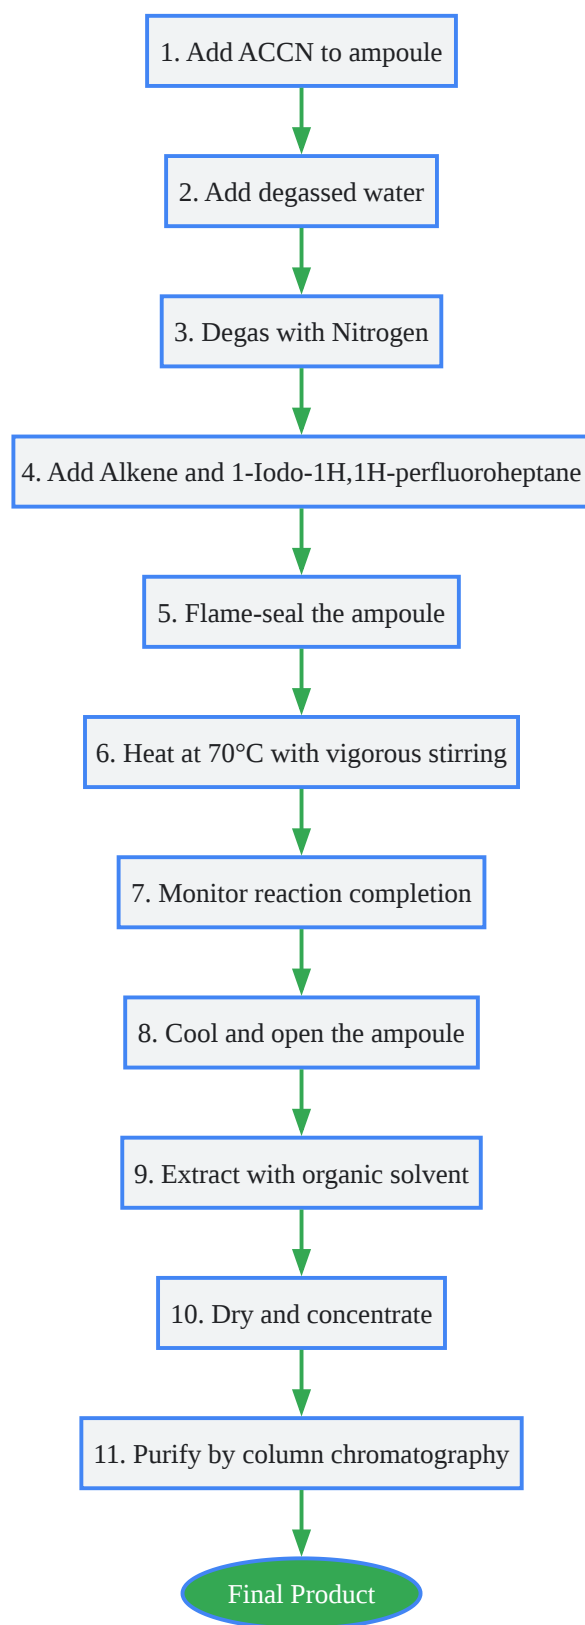 1. Add ACCN to ampoule
2. Add degassed water
3. Degas with Nitrogen
4. Add Alkene and 1-Iodo-1H,1H-perfluoroheptane
5. Flame-seal the ampoule
6. Heat at 70°C with vigorous stirring
7. Monitor reaction completion
8. Cool and open the ampoule
9. Extract with organic solvent
10. Dry and concentrate
11. Purify by column chromatography
Final Product